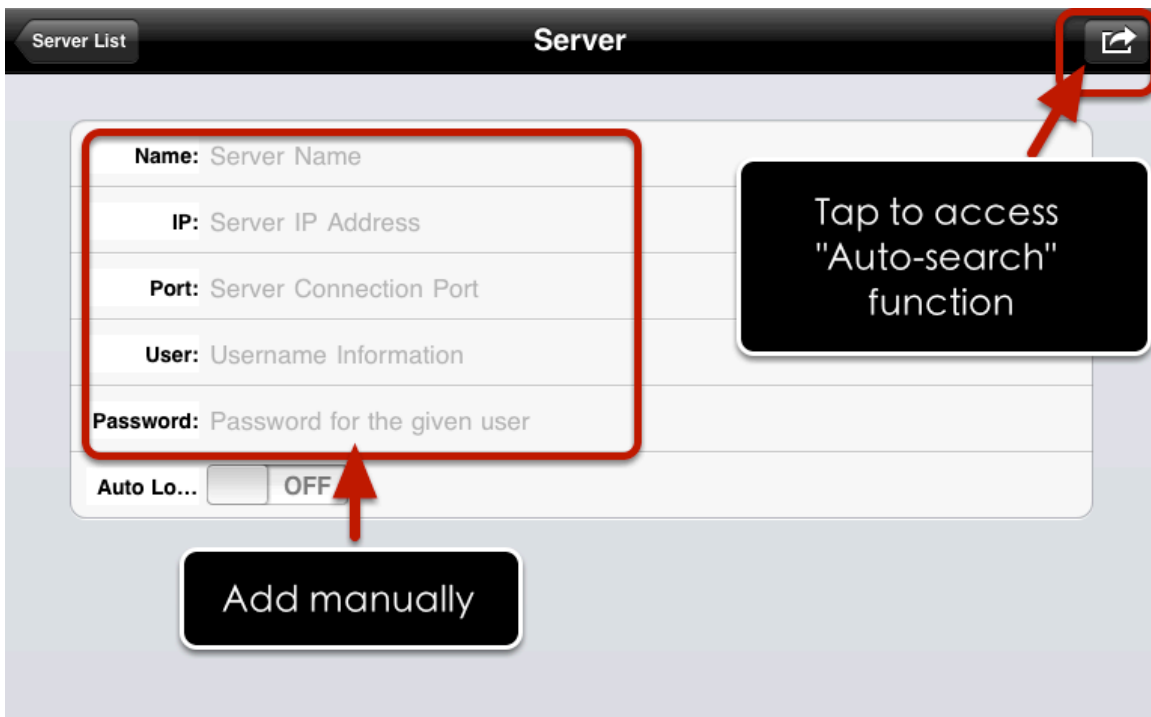 Server List
Server
Name: Server Name
IP: Server IP Address
Port: Server Connection Port
User: Username Information
Password: Password for the given user
Auto Lo... OFF
Tap to access
"Auto-search"
function
Add manually